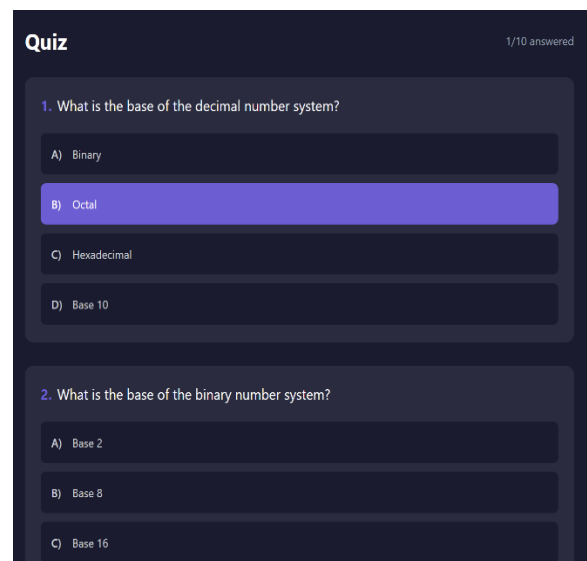 Quiz
1/10 answered
1. What is the base of the decimal number system?
A) Binary
B) Octal
C) Hexadecimal
D) Base 10
2. What is the base of the binary number system?
A) Base 2
B) Base 8
C) Base 16